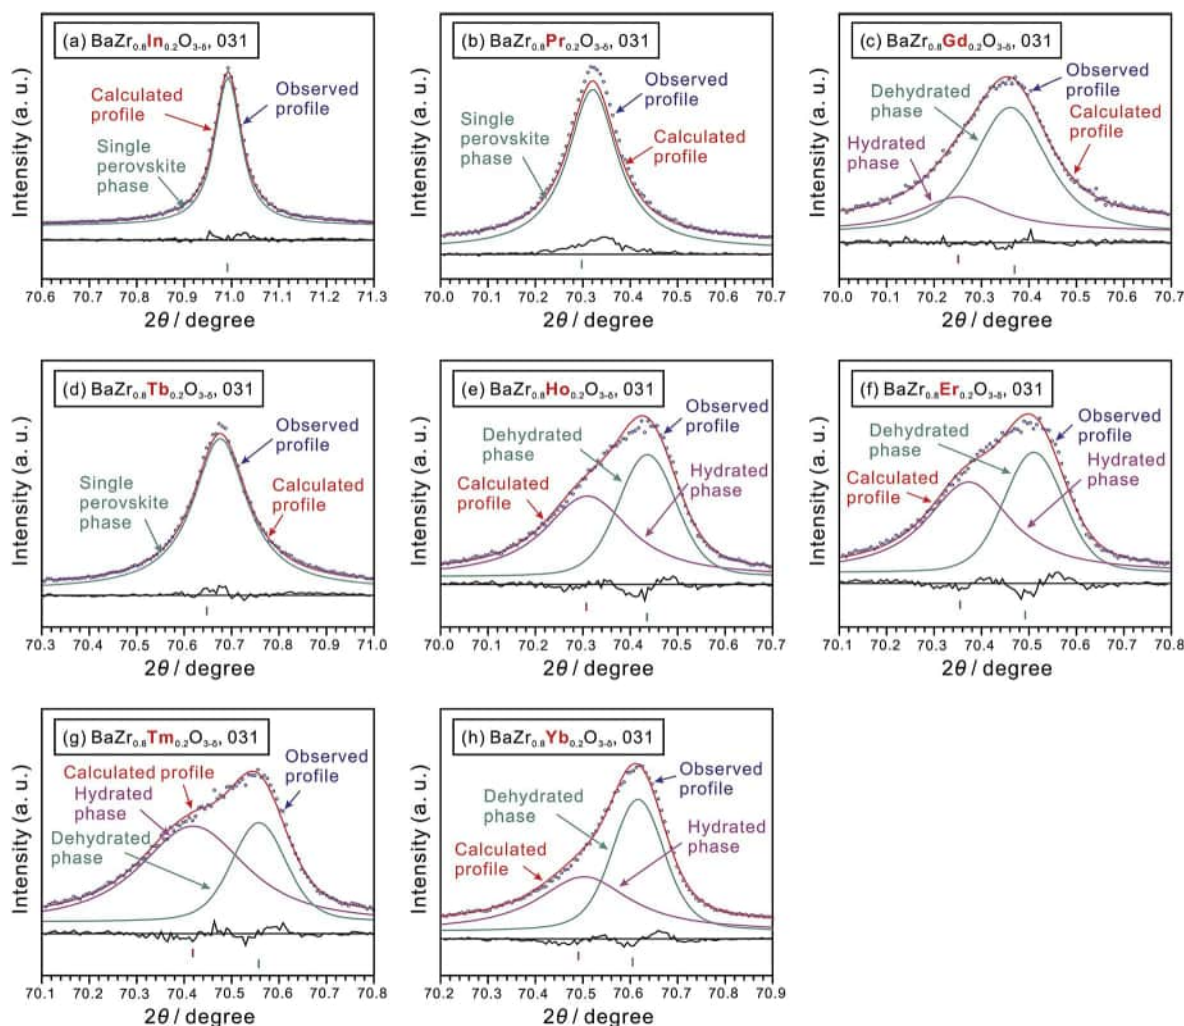 (a) BaZr₀.₈In₀.₂O₃₋δ, 031
Calculated
profile
Observed
profile
Single
perovskite
phase
Intensity (a. u.)
70.6 70.7 70.8 70.9 71.0 71.1 71.2 71.3
2θ / degree
(b) BaZr₀.₈Pr₀.₂O₃₋δ, 031
Observed
profile
Single
perovskite
phase
Calculated
profile
Intensity (a. u.)
70.0 70.1 70.2 70.3 70.4 70.5 70.6 70.7
2θ / degree
(c) BaZr₀.₈Gd₀.₂O₃₋δ, 031
Observed
profile
Dehydrated
phase
Calculated
profile
Hydrated
phase
Intensity (a. u.)
70.0 70.1 70.2 70.3 70.4 70.5 70.6 70.7
2θ / degree
(d) BaZr₀.₈Tb₀.₂O₃₋δ, 031
Observed
profile
Single
perovskite
phase
Calculated
profile
Intensity (a. u.)
70.3 70.4 70.5 70.6 70.7 70.8 70.9 71.0
2θ / degree
(e) BaZr₀.₈Ho₀.₂O₃₋δ, 031
Observed
profile
Dehydrated
phase
Hydrated
phase
Calculated
profile
Intensity (a. u.)
70.0 70.1 70.2 70.3 70.4 70.5 70.6 70.7
2θ / degree
(f) BaZr₀.₈Er₀.₂O₃₋δ, 031
Observed
profile
Dehydrated
phase
Hydrated
phase
Calculated
profile
Intensity (a. u.)
70.1 70.2 70.3 70.4 70.5 70.6 70.7 70.8
2θ / degree
(g) BaZr₀.₈Tm₀.₂O₃₋δ, 031
Calculated profile
Hydrated
phase
Observed
profile
Dehydrated
phase
Intensity (a. u.)
70.1 70.2 70.3 70.4 70.5 70.6 70.7 70.8
2θ / degree
(h) BaZr₀.₈Yb₀.₂O₃₋δ, 031
Observed
profile
Dehydrated
phase
Hydrated
phase
Calculated
profile
Intensity (a. u.)
70.2 70.3 70.4 70.5 70.6 70.7 70.8 70.9
2θ / degree